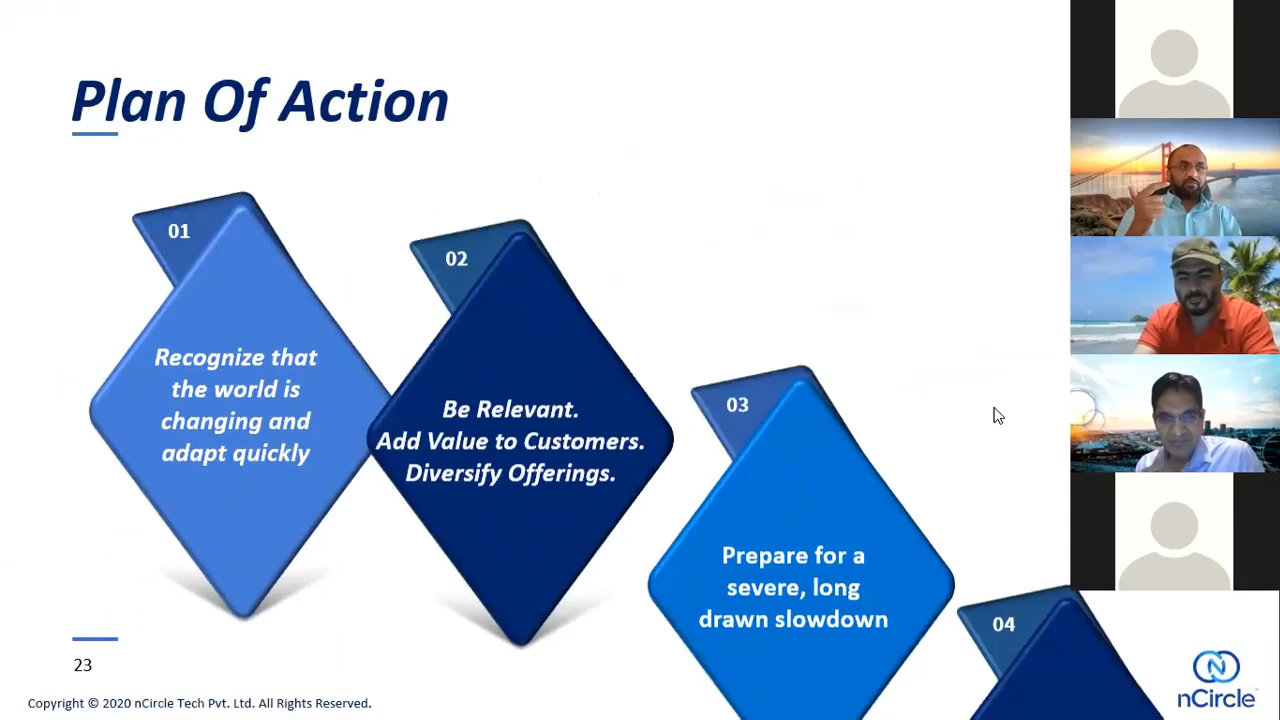 Plan Of Action
01
Recognize that
the world is
changing and
adapt quickly
02
Be Relevant.
Add Value to Customers.
Diversify Offerings.
03
Prepare for a
severe, long
drawn slowdown
04
23
Copyright © 2020 nCircle Tech Pvt. Ltd. All Rights Reserved.
nCircle